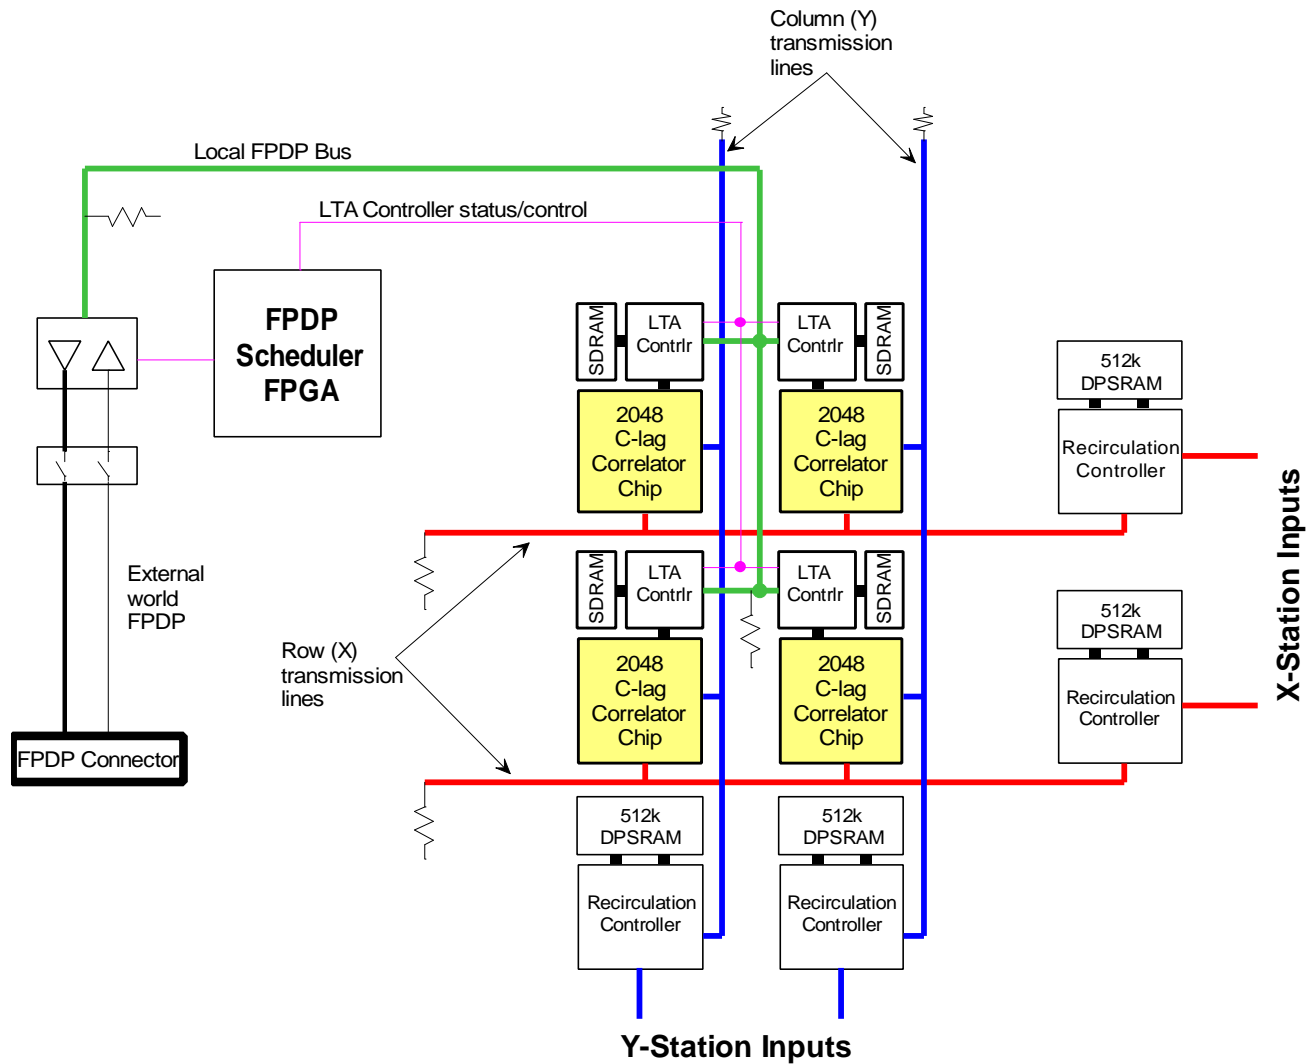 Column (Y)
transmission
lines
Local FPDP Bus
LTA Controller status/control
FPDP
Scheduler
FPGA
SDRAM
LTA
Contrlr
LTA
Contrlr
SDRAM
2048
C-lag
Correlator
Chip
2048
C-lag
Correlator
Chip
512k
DPSRAM
Recirculation
Controller
X-Station Inputs
External
world
FPDP
SDRAM
LTA
Contrlr
LTA
Contrlr
SDRAM
512k
DPSRAM
Row (X)
transmission
lines
2048
C-lag
Correlator
Chip
2048
C-lag
Correlator
Chip
Recirculation
Controller
FPDP Connector
512k
DPSRAM
512k
DPSRAM
Recirculation
Controller
Recirculation
Controller
Y-Station Inputs